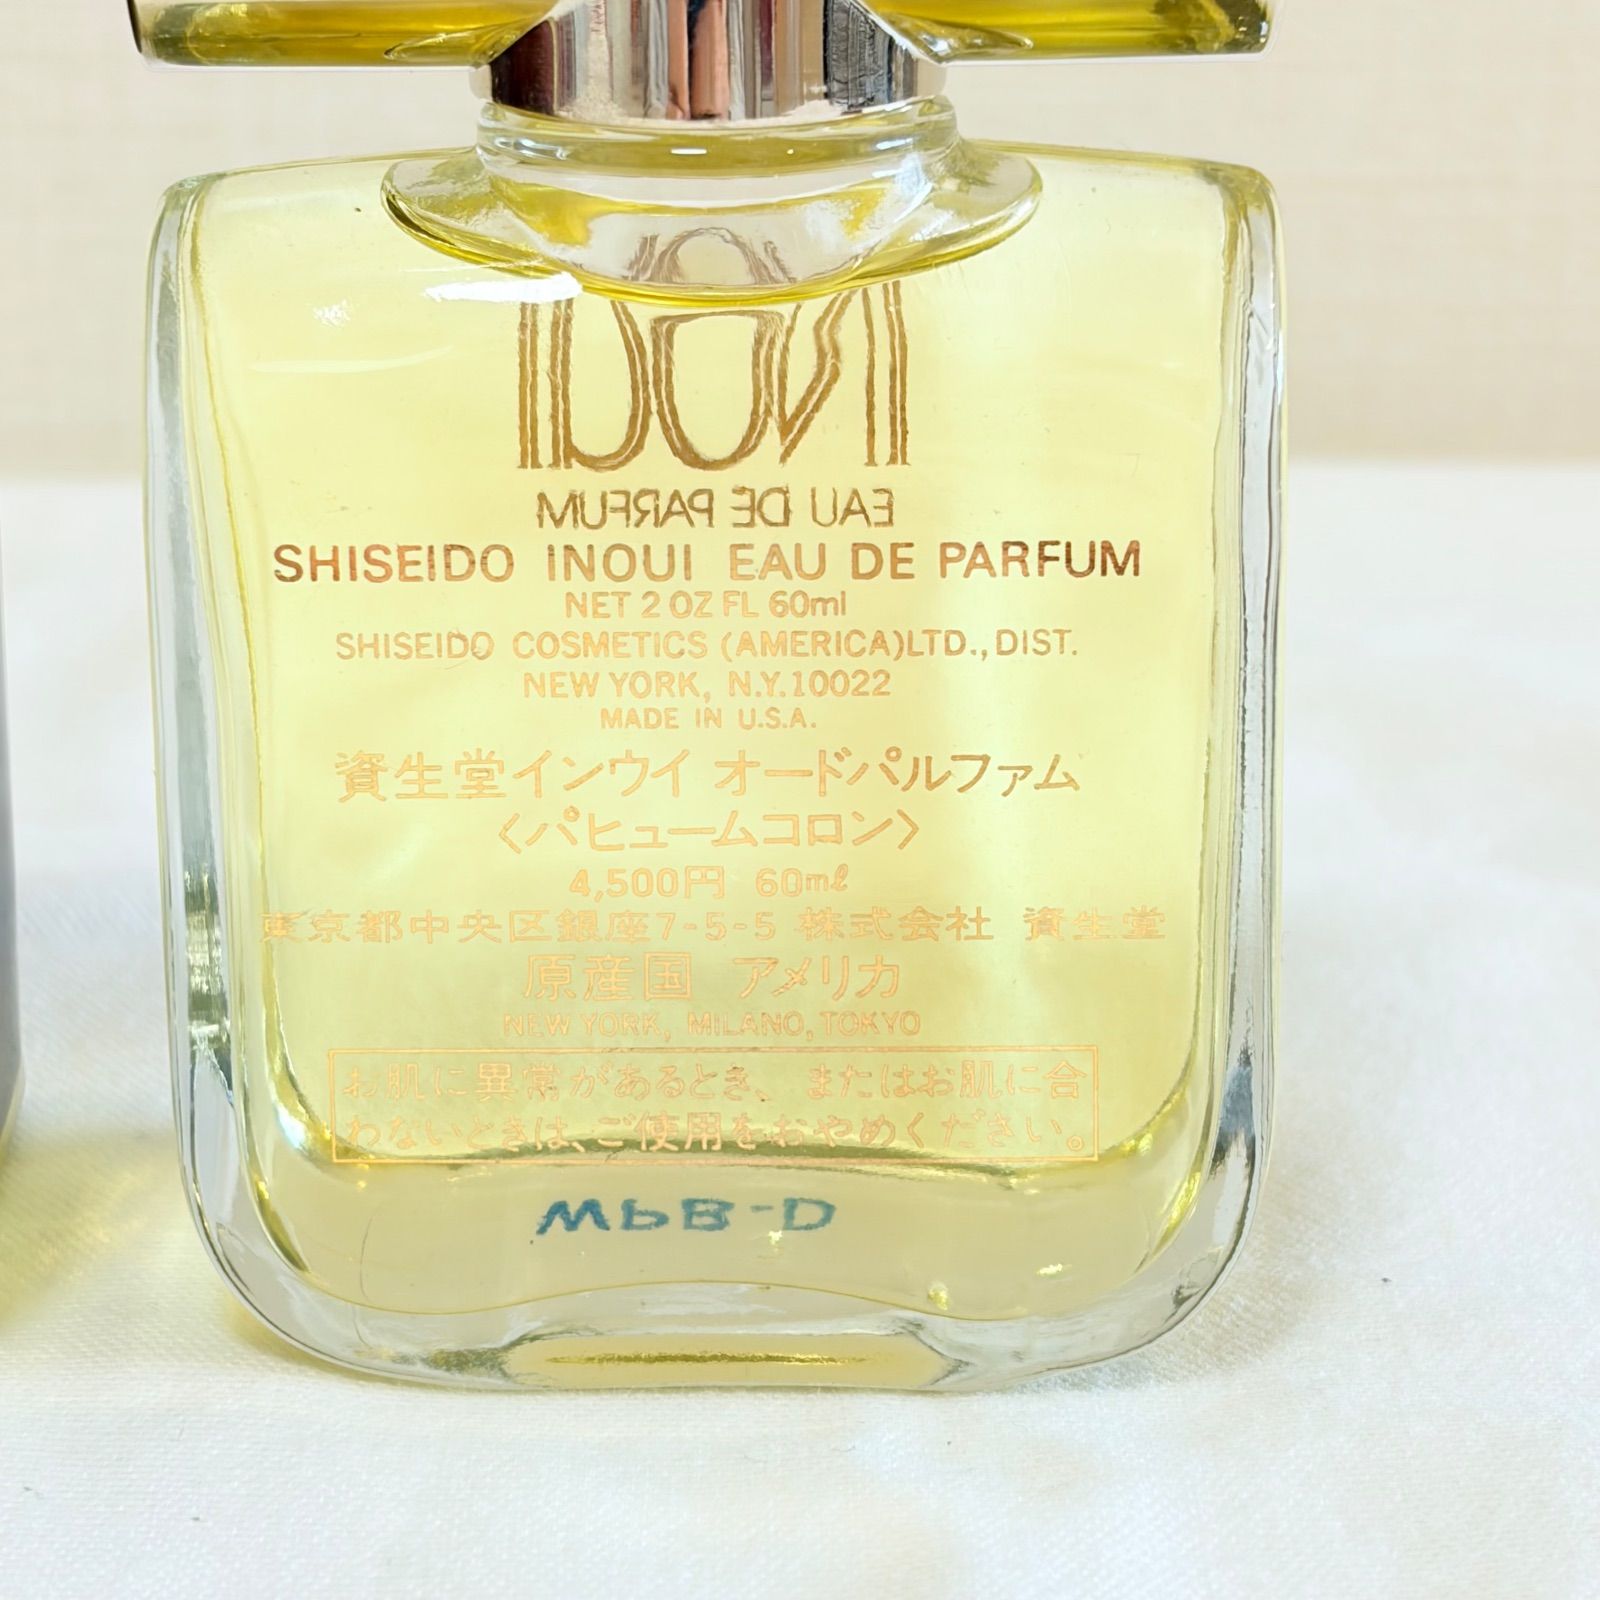 INOUI
EAU DE PARFUM
SHISEIDO INOUI EAU DE PARFUM
NET 2 OZ FL 60ml
SHISEIDO COSMETICS (AMERICA)LTD., DIST.
NEW YORK, N.Y.10022
MADE IN U.S.A.
資生堂インウイ オードパルファム
〈パヒュームコロン〉
4,500円 60mℓ
東京都中央区銀座7-5-5 株式会社 資生堂
原産国 アメリカ
NEW YORK, MILANO, TOKYO
お肌に異常があるとき、またはお肌に合
わないときは、ご使用をおやめください。